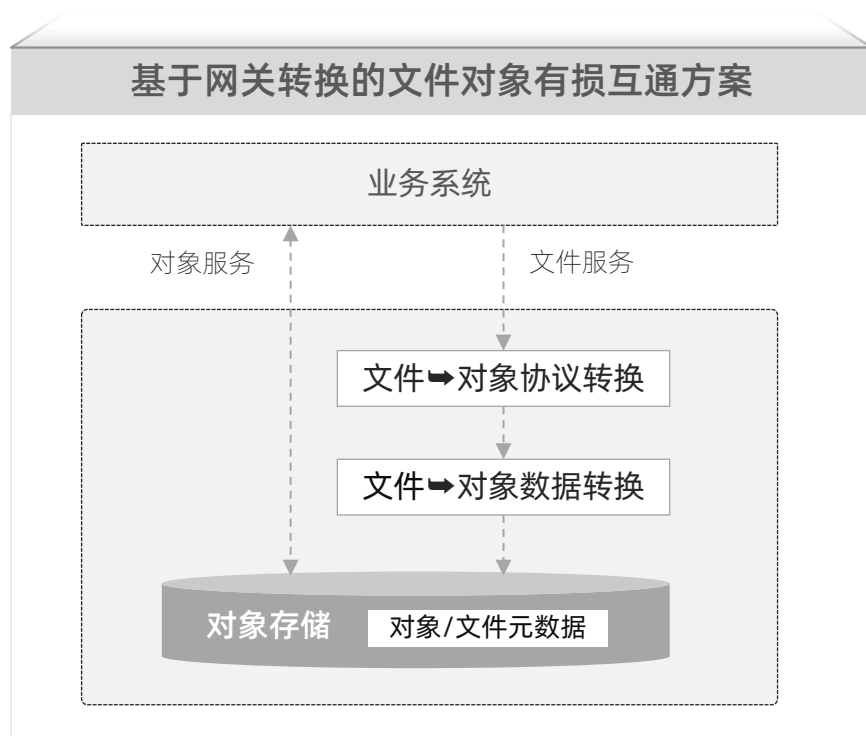 基于网关转换的文件对象有损互通方案
业务系统
对象服务
文件服务
文件➥对象协议转换
文件➥对象数据转换
对象存储
对象/文件元数据